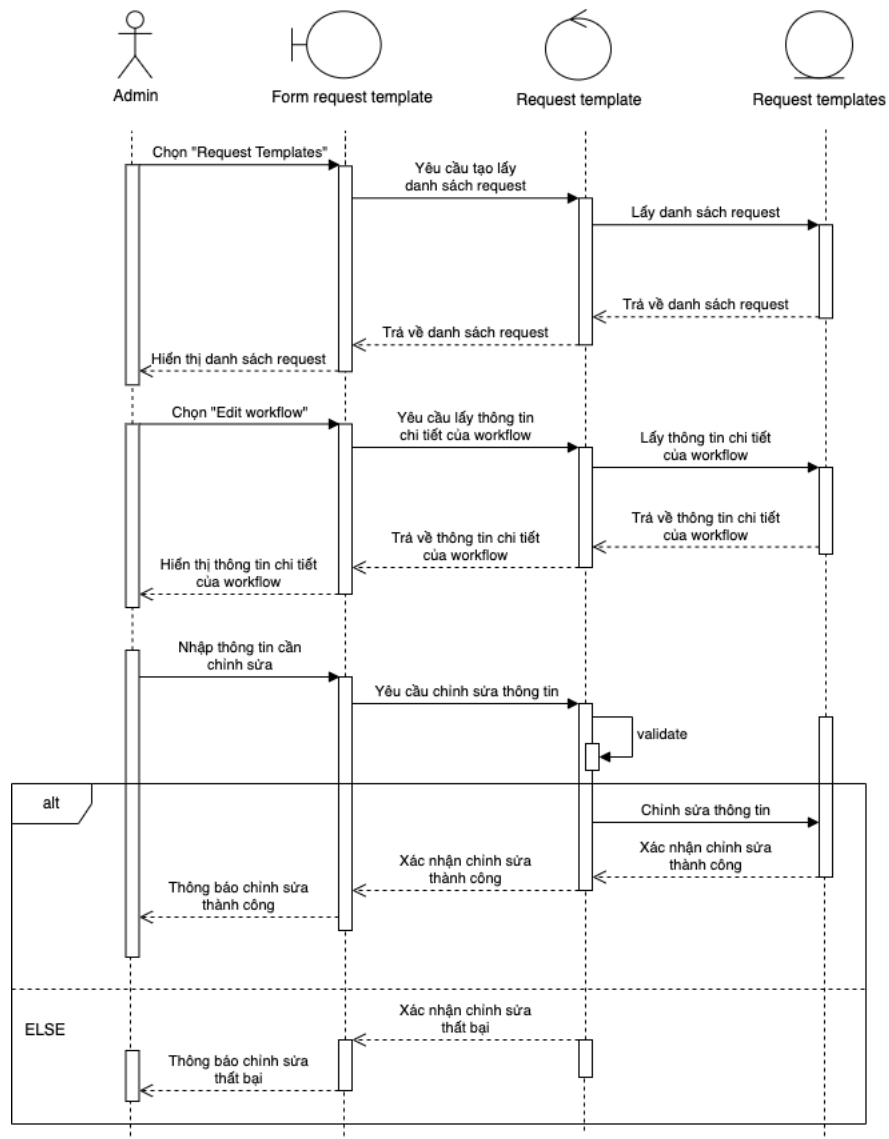 Admin
Form request template
Request template
Request templates
Chọn "Request Templates"
Yêu cầu tạo lấy
danh sách request
Lấy danh sách request
Trả về danh sách request
Trả về danh sách request
Hiển thị danh sách request
Chọn "Edit workflow"
Yêu cầu lấy thông tin
chi tiết của workflow
Lấy thông tin chi tiết
của workflow
Trả về thông tin chi tiết
của workflow
Trả về thông tin chi tiết
của workflow
Hiển thị thông tin chi tiết
của workflow
Nhập thông tin cần
chỉnh sửa
Yêu cầu chỉnh sửa thông tin
validate
alt
Chỉnh sửa thông tin
Xác nhận chỉnh sửa
thành công
Xác nhận chỉnh sửa
thành công
Thông báo chỉnh sửa
thành công
ELSE
Xác nhận chỉnh sửa
thất bại
Thông báo chỉnh sửa
thất bại